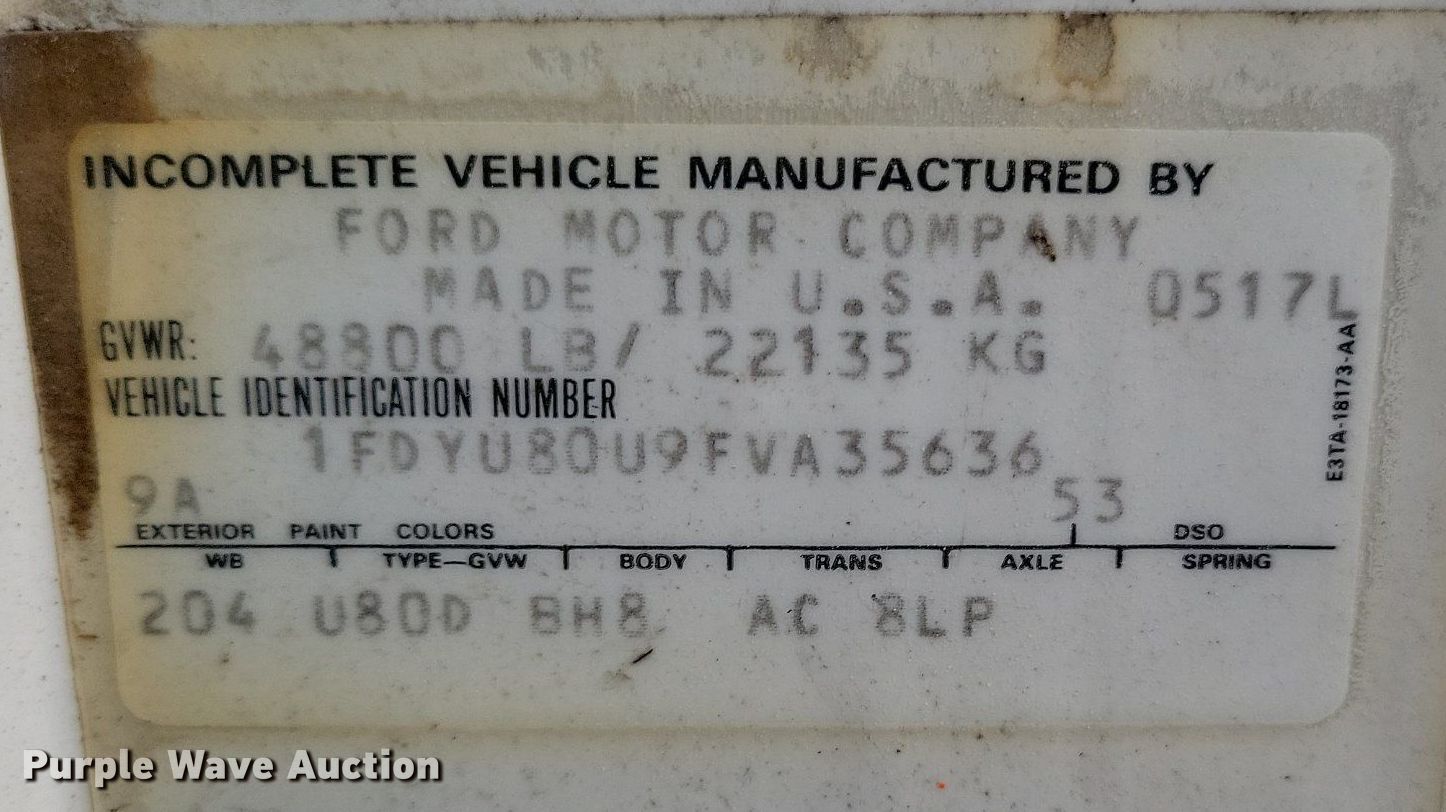 INCOMPLETE VEHICLE MANUFACTURED BY
FORD MOTOR COMPANY
MADE IN U.S.A. Q517L
GVWR: 48800 LB/ 22135 KG
VEHICLE IDENTIFICATION NUMBER
1FDYU80U9FVA35636
9A 53
EXTERIOR PAINT COLORS DSO
WB TYPE—GVW BODY TRANS AXLE SPRING
204 U80D BH8 AC 8LP
E3TA-18173-AA
Purple Wave Auction